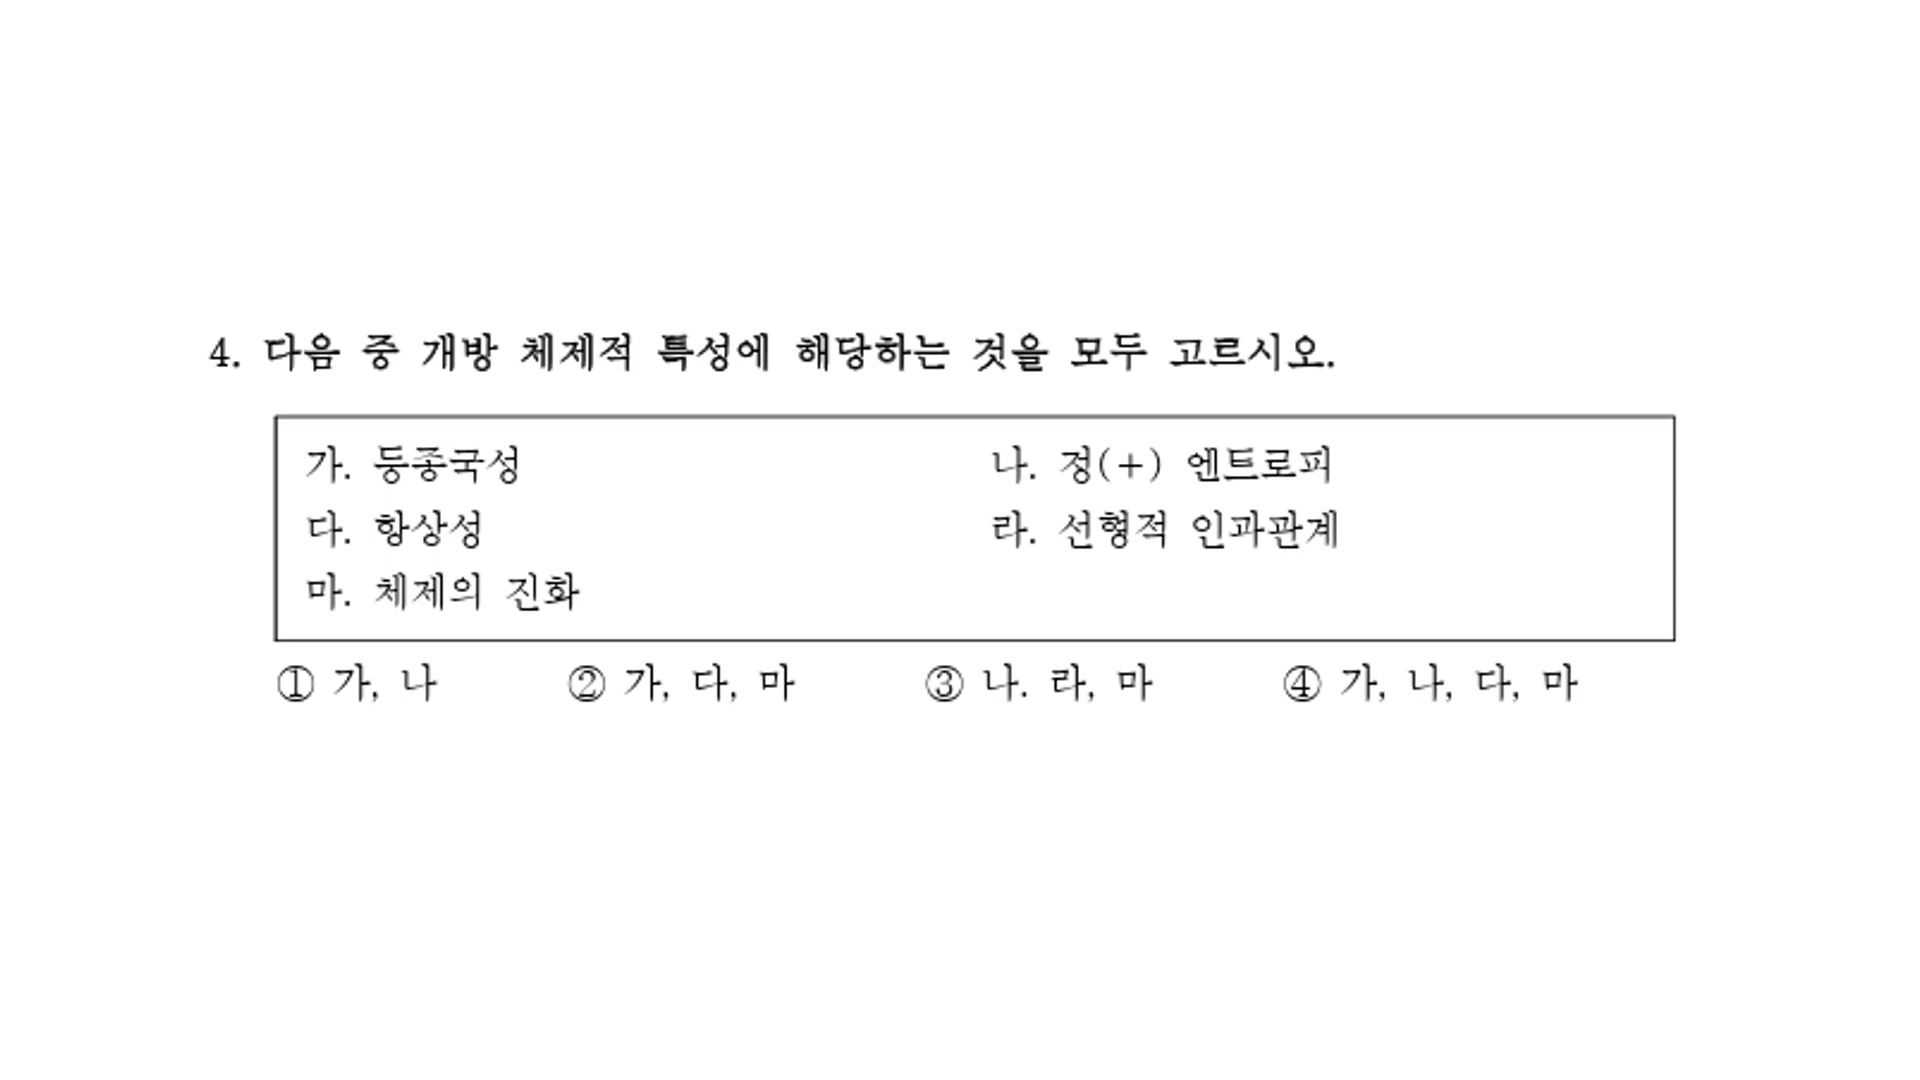 4. 다음 중 개방 체제적 특성에 해당하는 것을 모두 고르시오.
가. 등종국성 나. 정(+) 엔트로피
다. 항상성 라. 선형적 인과관계
마. 체제의 진화
① 가, 나 ② 가, 다, 마 ③ 나. 라, 마 ④ 가, 나, 다, 마